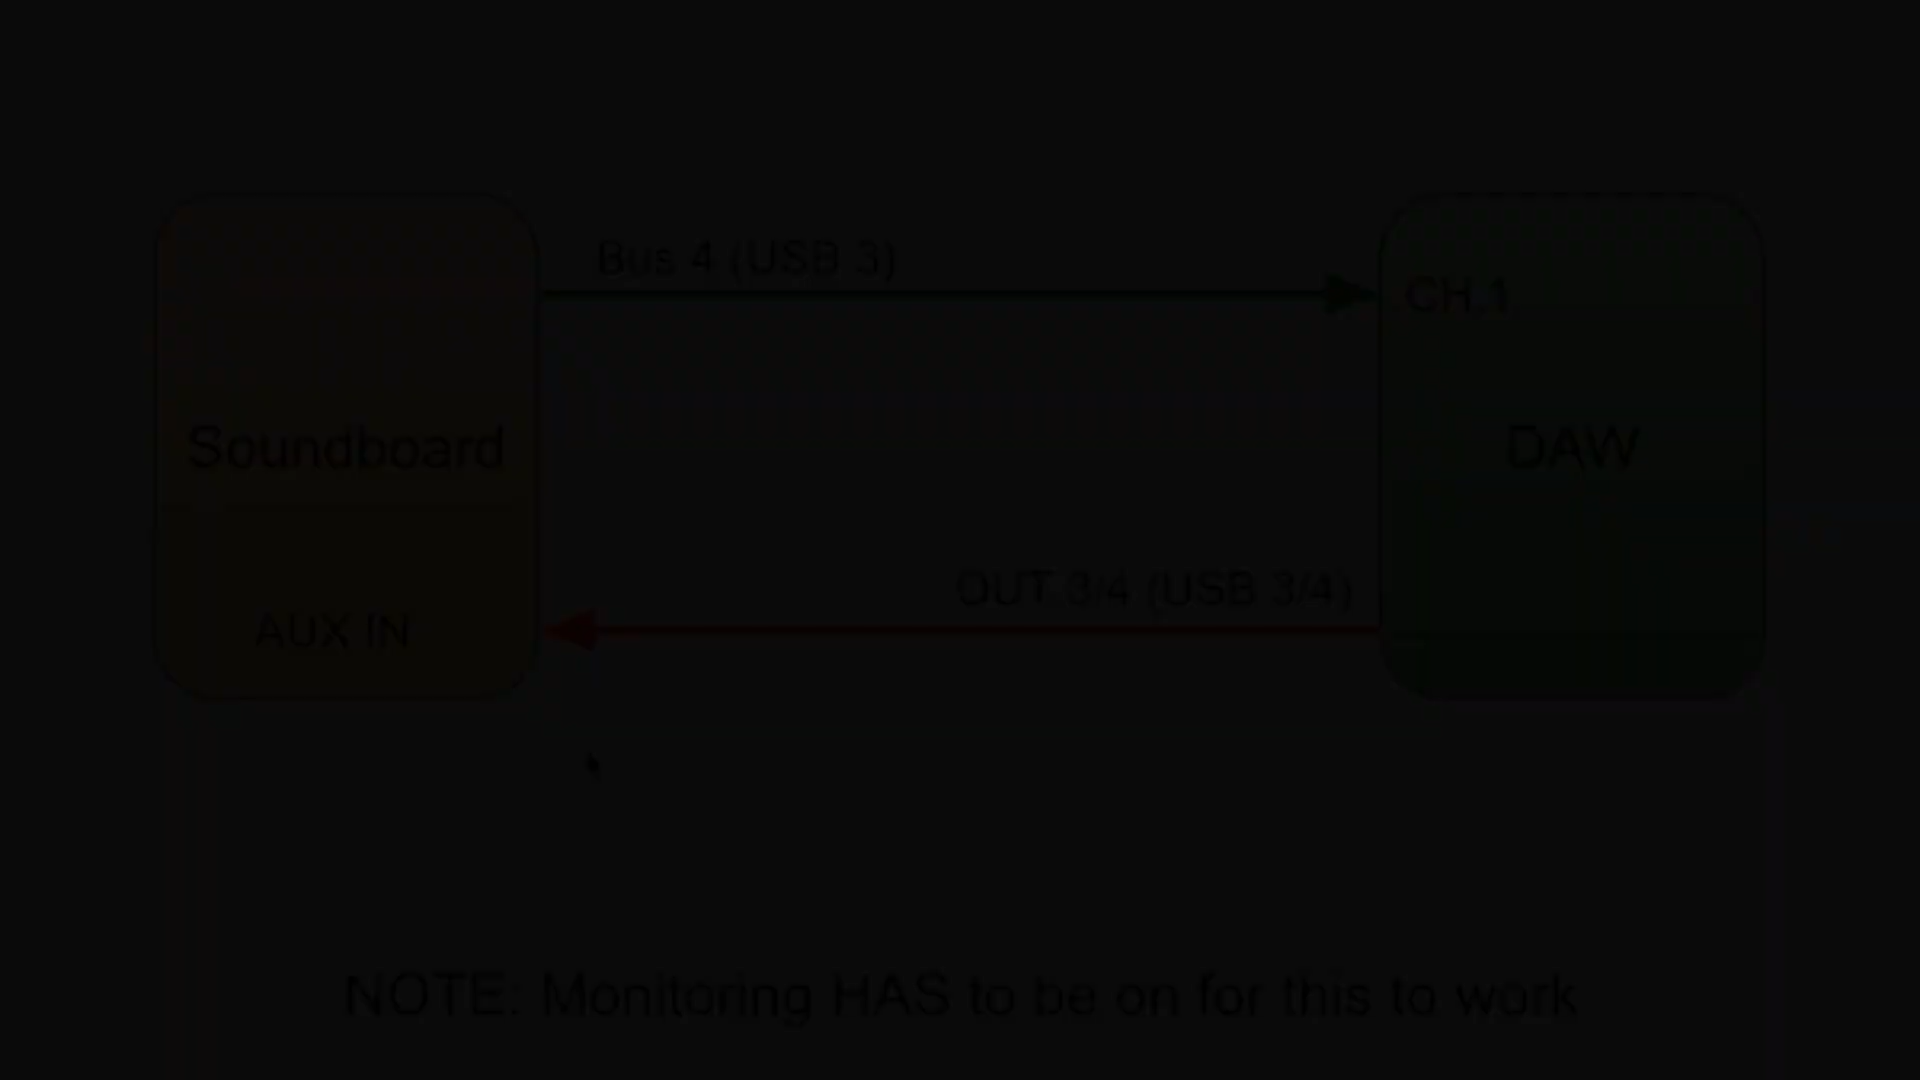 Bus 4 (USB 3)
CH.1
Soundboard
DAW
OUT 3/4 (USB 3/4)
AUX IN
NOTE: Monitoring HAS to be on for this to work